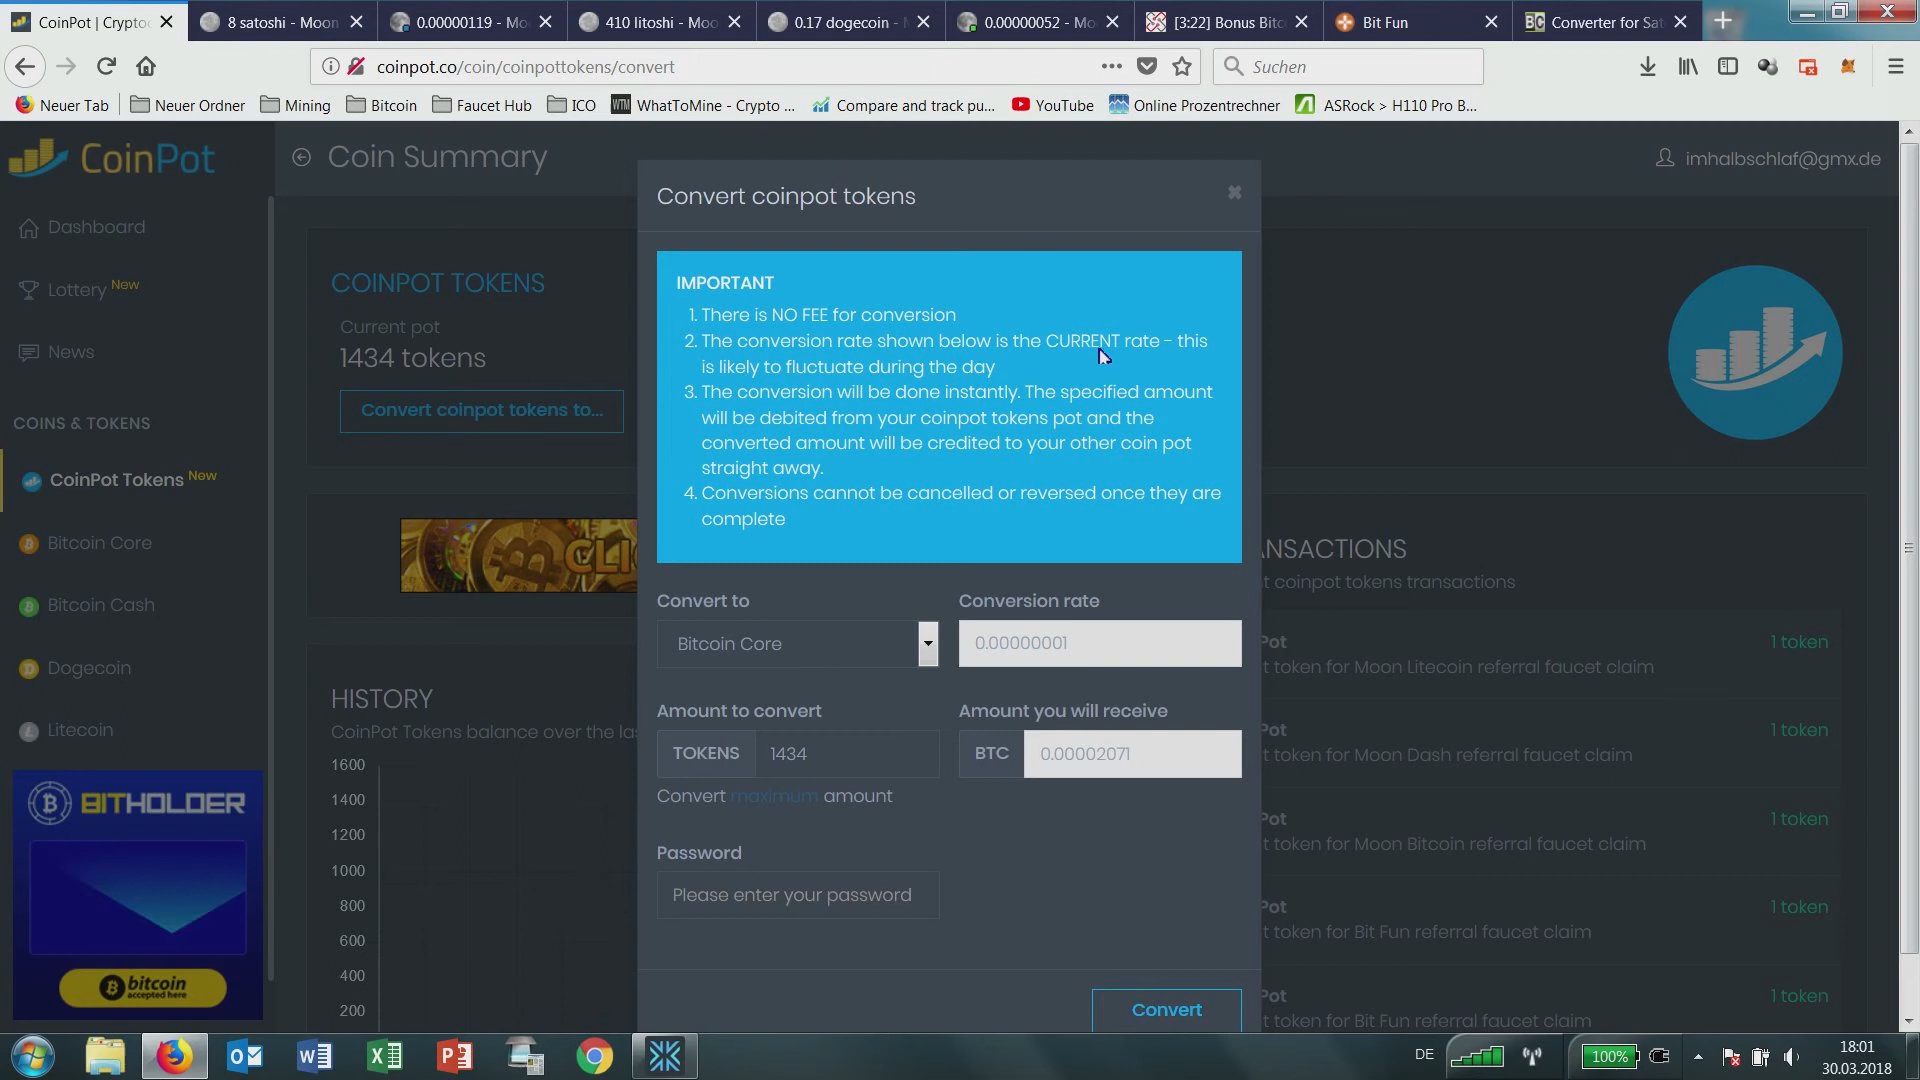 CoinPot | Crypto
8 satoshi - Moon
0.00000119 - Mo
410 litoshi - Moo
0.17 dogecoin -
0.00000052 - Mo
[3:22] Bonus Bitc
Bit Fun
Converter for Sat
coinpot.co/coin/coinpottokens/convert
Suchen
Neuer Tab
Neuer Ordner
Mining
Bitcoin
Faucet Hub
ICO
WTM WhatToMine - Crypto ...
Compare and track pu...
YouTube
Online Prozentrechner
ASRock > H110 Pro B...
CoinPot
Coin Summary
imhalbschlaf@gmx.de
Dashboard
Lottery New
News
COINS & TOKENS
CoinPot Tokens New
Bitcoin Core
Bitcoin Cash
Dogecoin
Litecoin
BITHOLDER
bitcoin
accepted here
COINPOT TOKENS
Current pot
1434 tokens
Convert coinpot tokens to...
CLI
HISTORY
CoinPot Tokens balance over the las
1600
1400
1200
1000
800
600
400
200
Convert coinpot tokens
IMPORTANT
1. There is NO FEE for conversion
2. The conversion rate shown below is the CURRENT rate - this
is likely to fluctuate during the day
3. The conversion will be done instantly. The specified amount
will be debited from your coinpot tokens pot and the
converted amount will be credited to your other coin pot
straight away.
4. Conversions cannot be cancelled or reversed once they are
complete
Convert to
Conversion rate
Bitcoin Core
0.00000001
Amount to convert
Amount you will receive
TOKENS 1434
BTC 0.00002071
Convert maximum amount
Password
Please enter your password
Convert
ANSACTIONS
t coinpot tokens transactions
Pot
1 token
t token for Moon Litecoin referral faucet claim
Pot
1 token
t token for Moon Dash referral faucet claim
Pot
1 token
t token for Moon Bitcoin referral faucet claim
Pot
1 token
t token for Bit Fun referral faucet claim
Pot
1 token
t token for Bit Fun referral faucet claim
DE
100%
18:01
30.03.2018